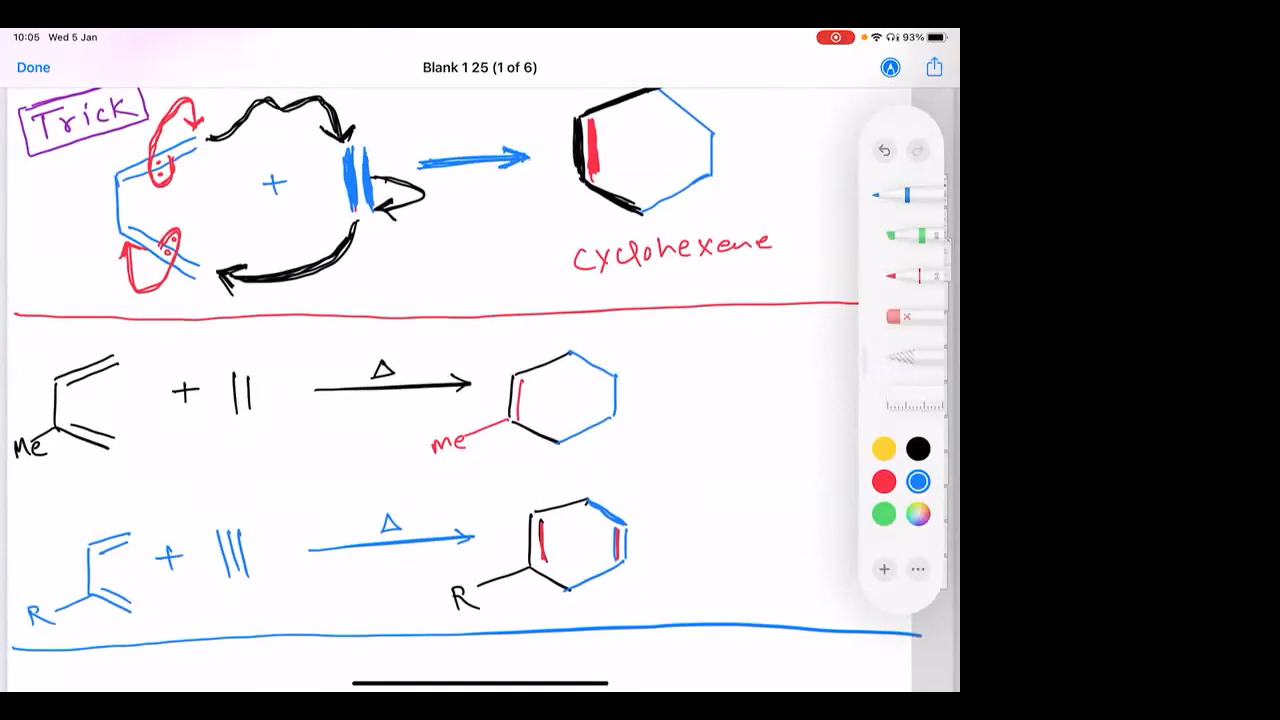 10:05 Wed 5 Jan 93%
Done Blank 1 25 (1 of 6)
Trick
+
cyclohexene
Me + Δ Me
R + Δ R